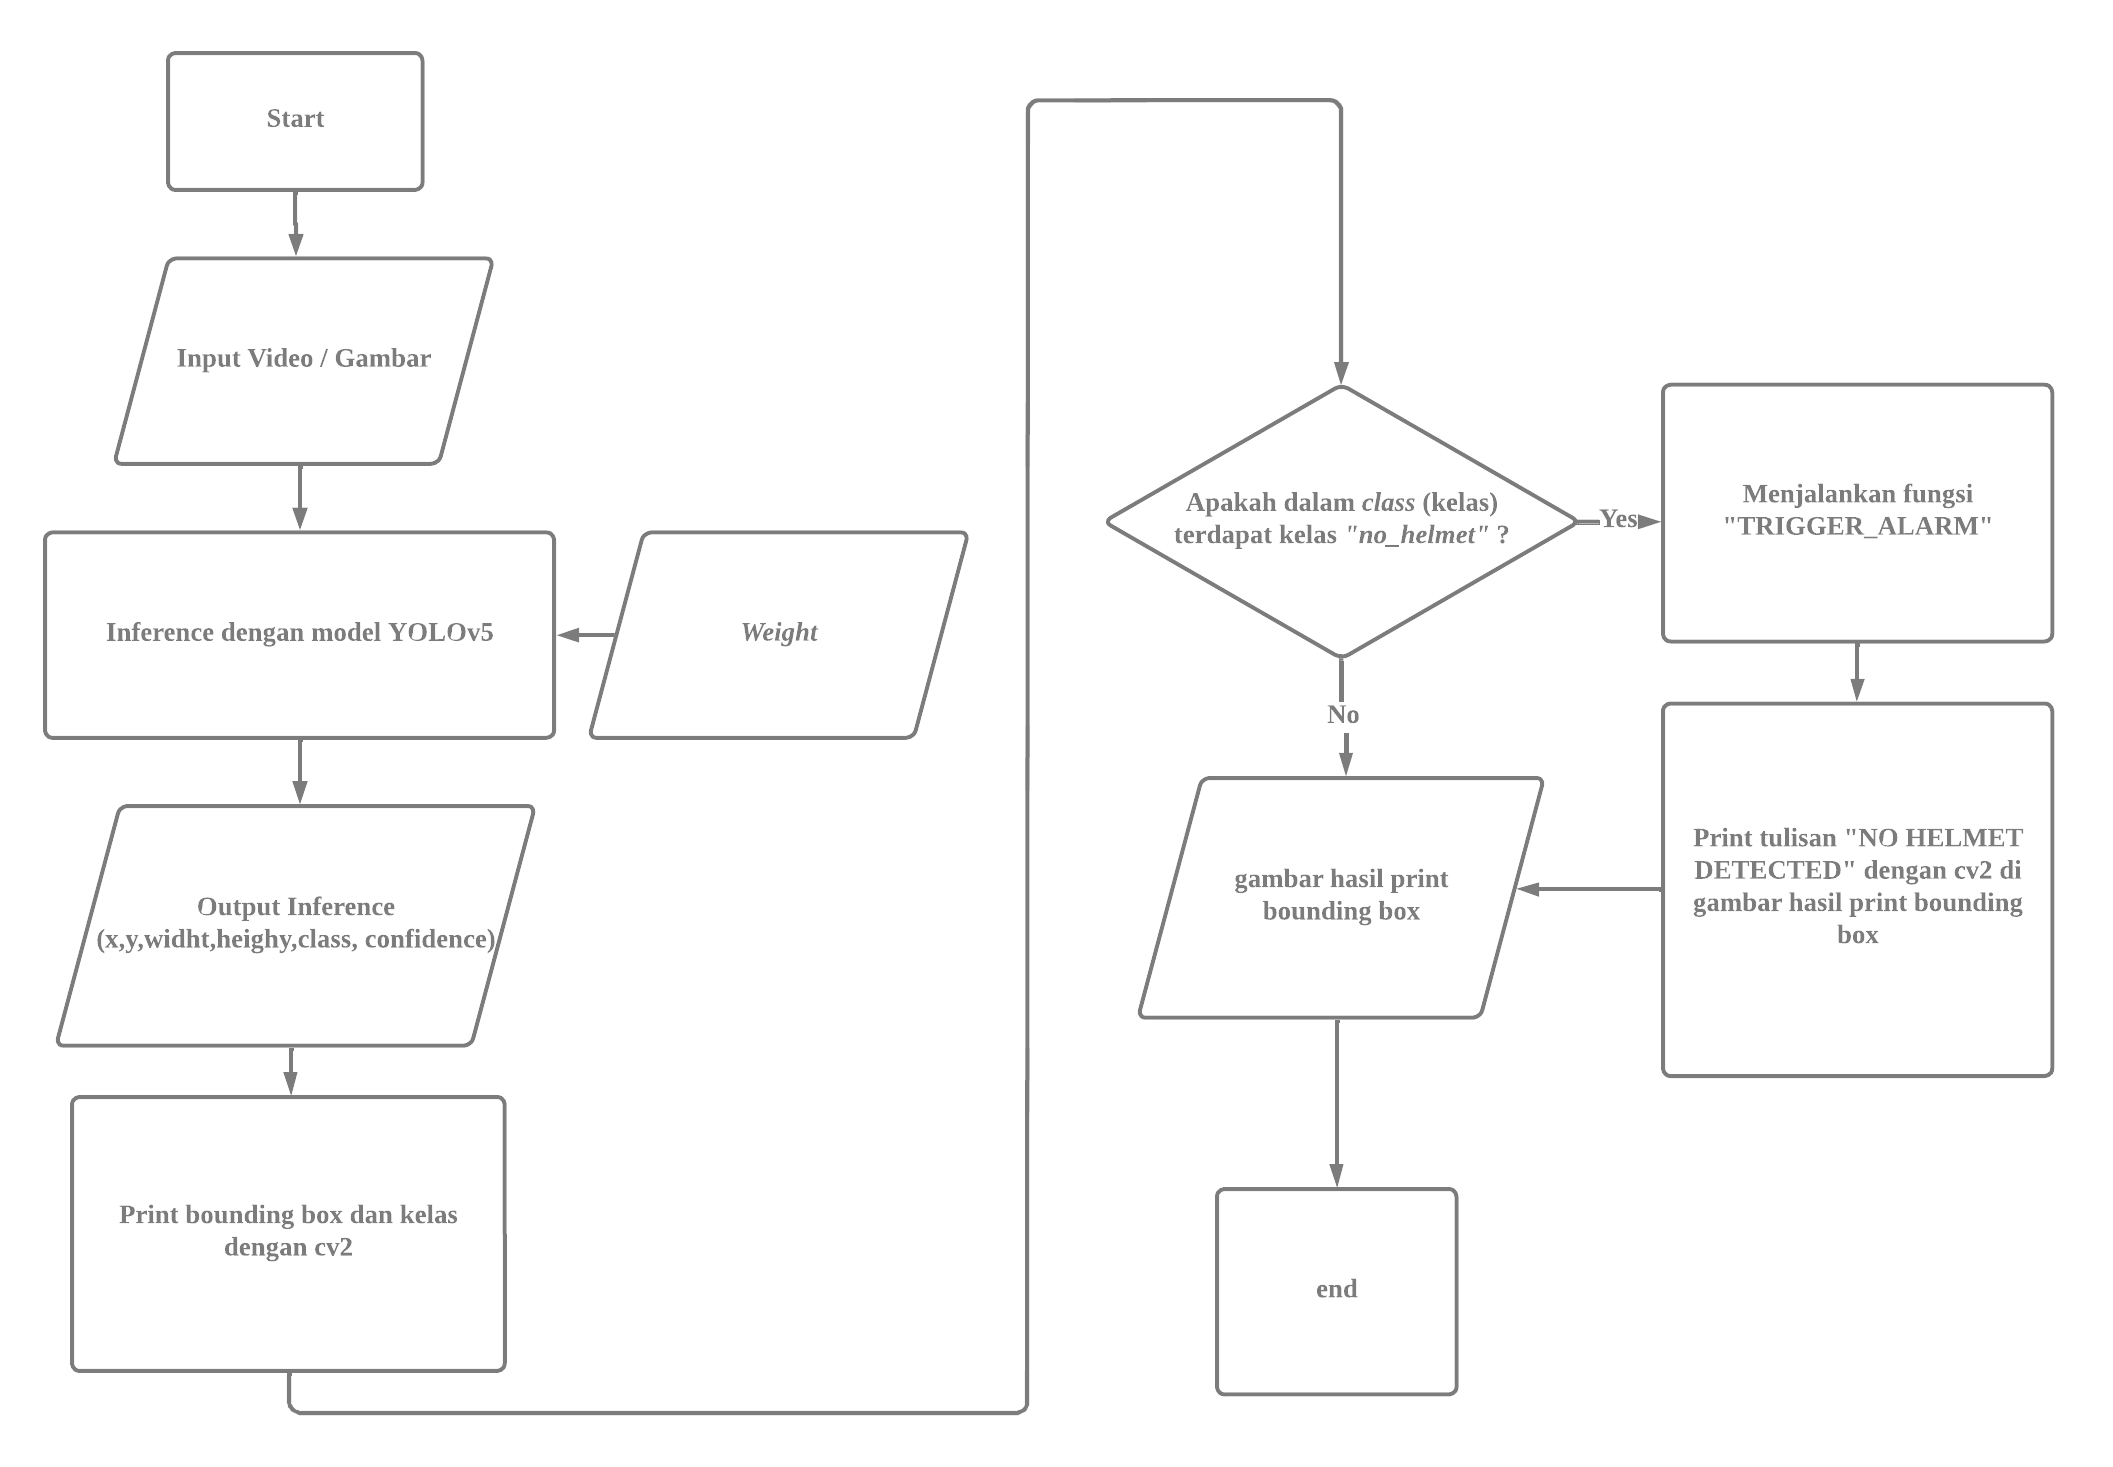 Start
Input Video / Gambar
Inference dengan model YOLOv5
Weight
Output Inference
(x,y,widht,heighy,class, confidence)
Print bounding box dan kelas
dengan cv2
Apakah dalam class (kelas)
terdapat kelas "no_helmet" ?
Yes
Menjalankan fungsi
"TRIGGER_ALARM"
No
Print tulisan "NO HELMET
DETECTED" dengan cv2 di
gambar hasil print bounding
box
gambar hasil print
bounding box
end